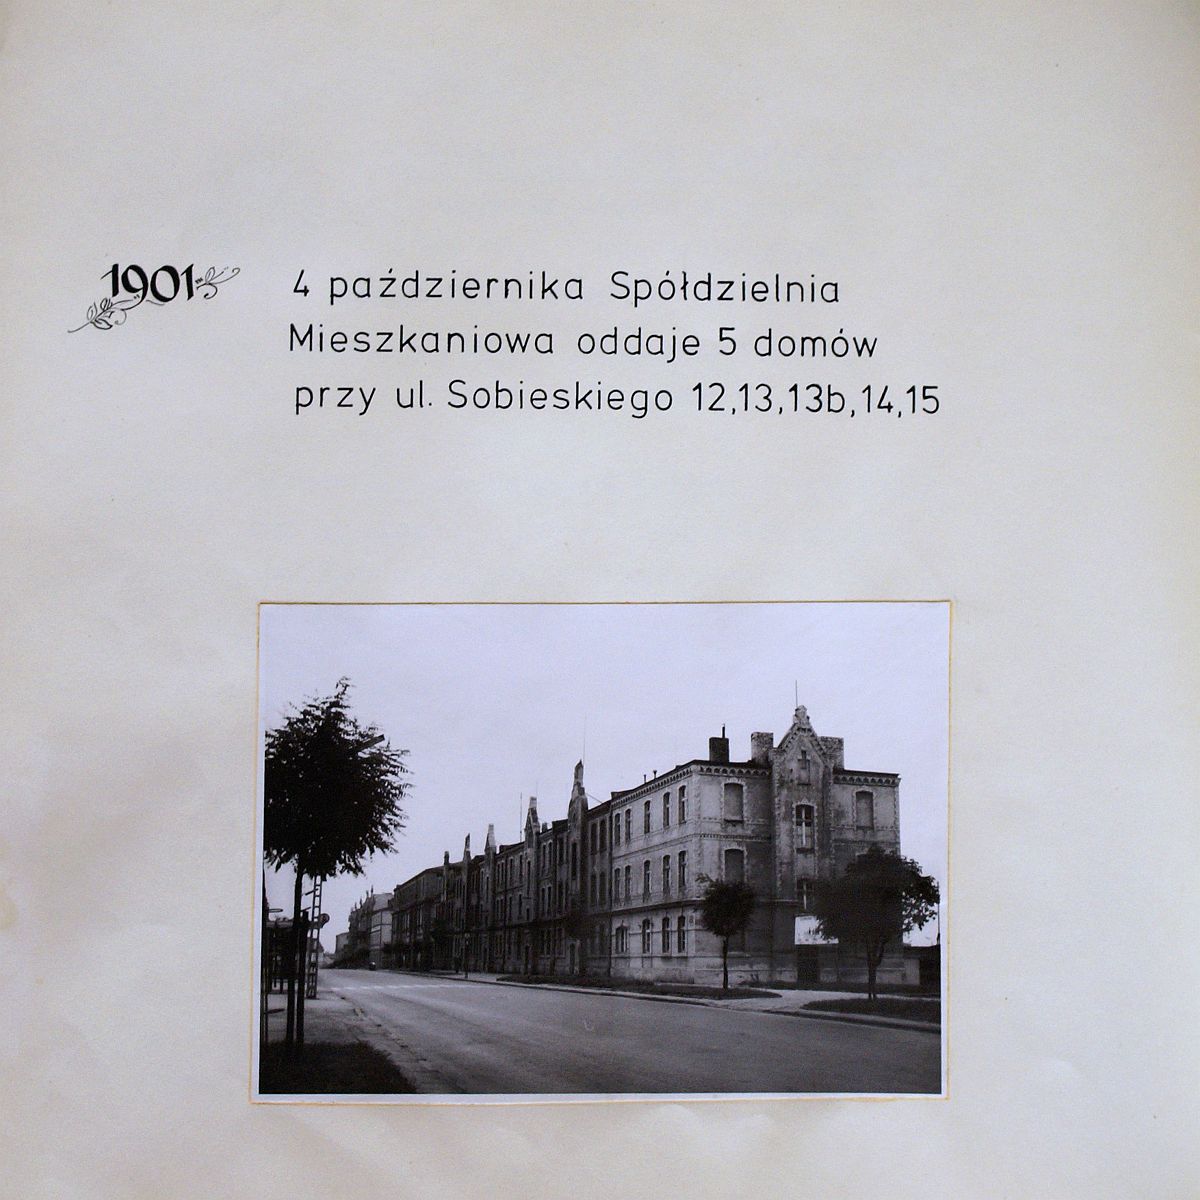 1901 4 października Spółdzielnia
Mieszkaniowa oddaje 5 domów
przy ul. Sobieskiego 12,13,13b,14,15